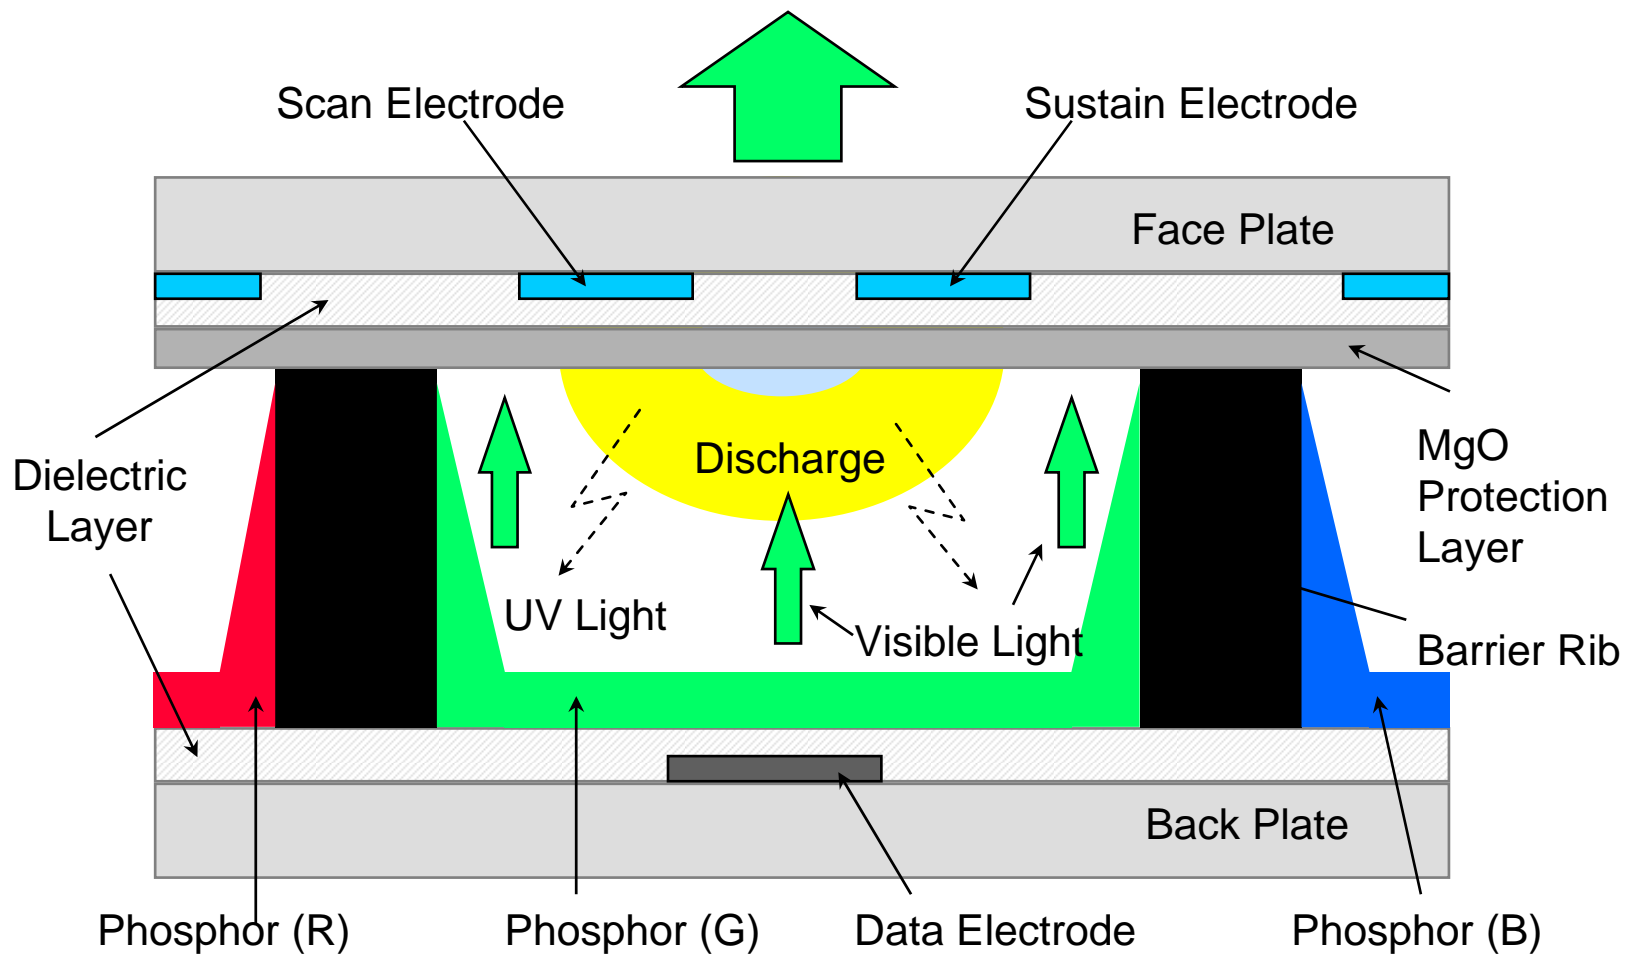 Scan Electrode
Sustain Electrode
Face Plate
Discharge
Dielectric
Layer
MgO
Protection
Layer
UV Light
Visible Light
Barrier Rib
Back Plate
Phosphor (R)
Phosphor (G)
Data Electrode
Phosphor (B)